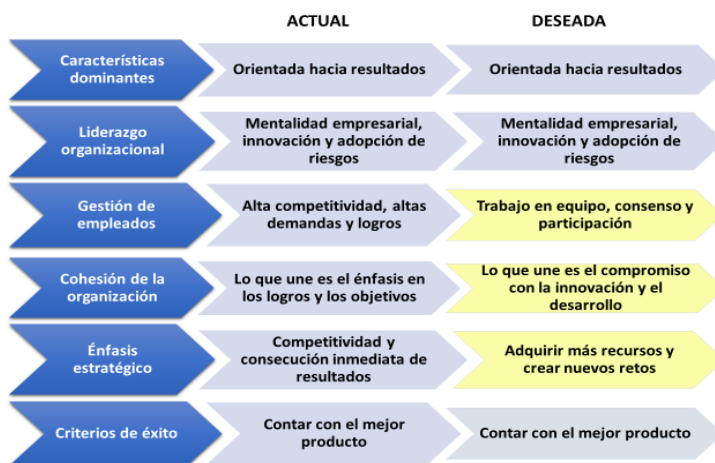 ACTUAL DESEADA
Características
dominantes
Orientada hacia resultados
Orientada hacia resultados
Liderazgo
organizacional
Mentalidad empresarial,
innovación y adopción de
riesgos
Mentalidad empresarial,
innovación y adopción de
riesgos
Gestión de
empleados
Alta competitividad, altas
demandas y logros
Trabajo en equipo, consenso y
participación
Cohesión de la
organización
Lo que une es el énfasis en
los logros y los objetivos
Lo que une es el compromiso
con la innovación y el
desarrollo
Énfasis
estratégico
Competitividad y
consecución inmediata de
resultados
Adquirir más recursos y
crear nuevos retos
Criterios de éxito
Contar con el mejor
producto
Contar con el mejor producto